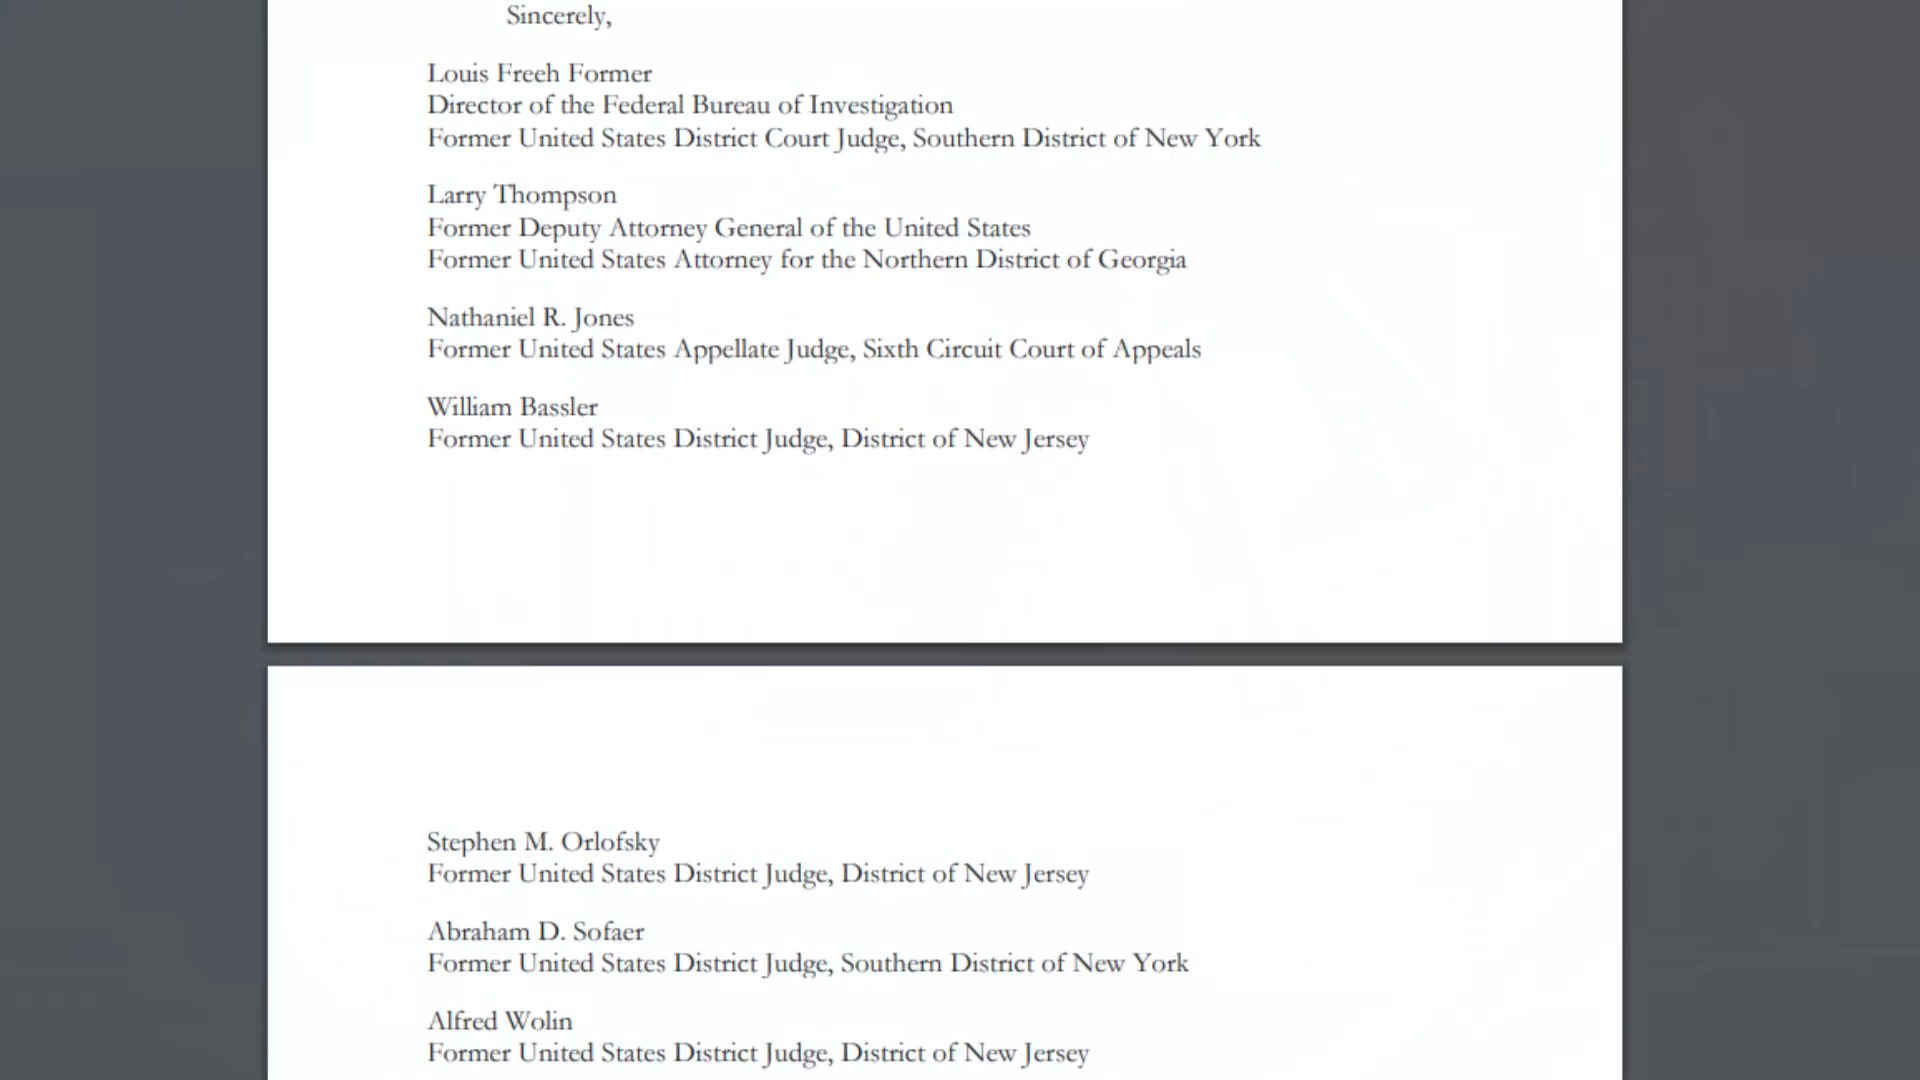 Sincerely,
Louis Freeh Former
Director of the Federal Bureau of Investigation
Former United States District Court Judge, Southern District of New York
Larry Thompson
Former Deputy Attorney General of the United States
Former United States Attorney for the Northern District of Georgia
Nathaniel R. Jones
Former United States Appellate Judge, Sixth Circuit Court of Appeals
William Bassler
Former United States District Judge, District of New Jersey
Stephen M. Orlofsky
Former United States District Judge, District of New Jersey
Abraham D. Sofaer
Former United States District Judge, Southern District of New York
Alfred Wolin
Former United States District Judge, District of New Jersey